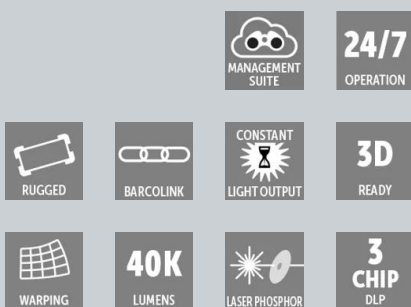 MANAGEMENT
SUITE
24/7
OPERATION
RUGGED
BARCOLINK
CONSTANT
LIGHT OUTPUT
3D
READY
WARPING
40K
LUMENS
LASER PHOSPHOR
3
CHIP
DLP